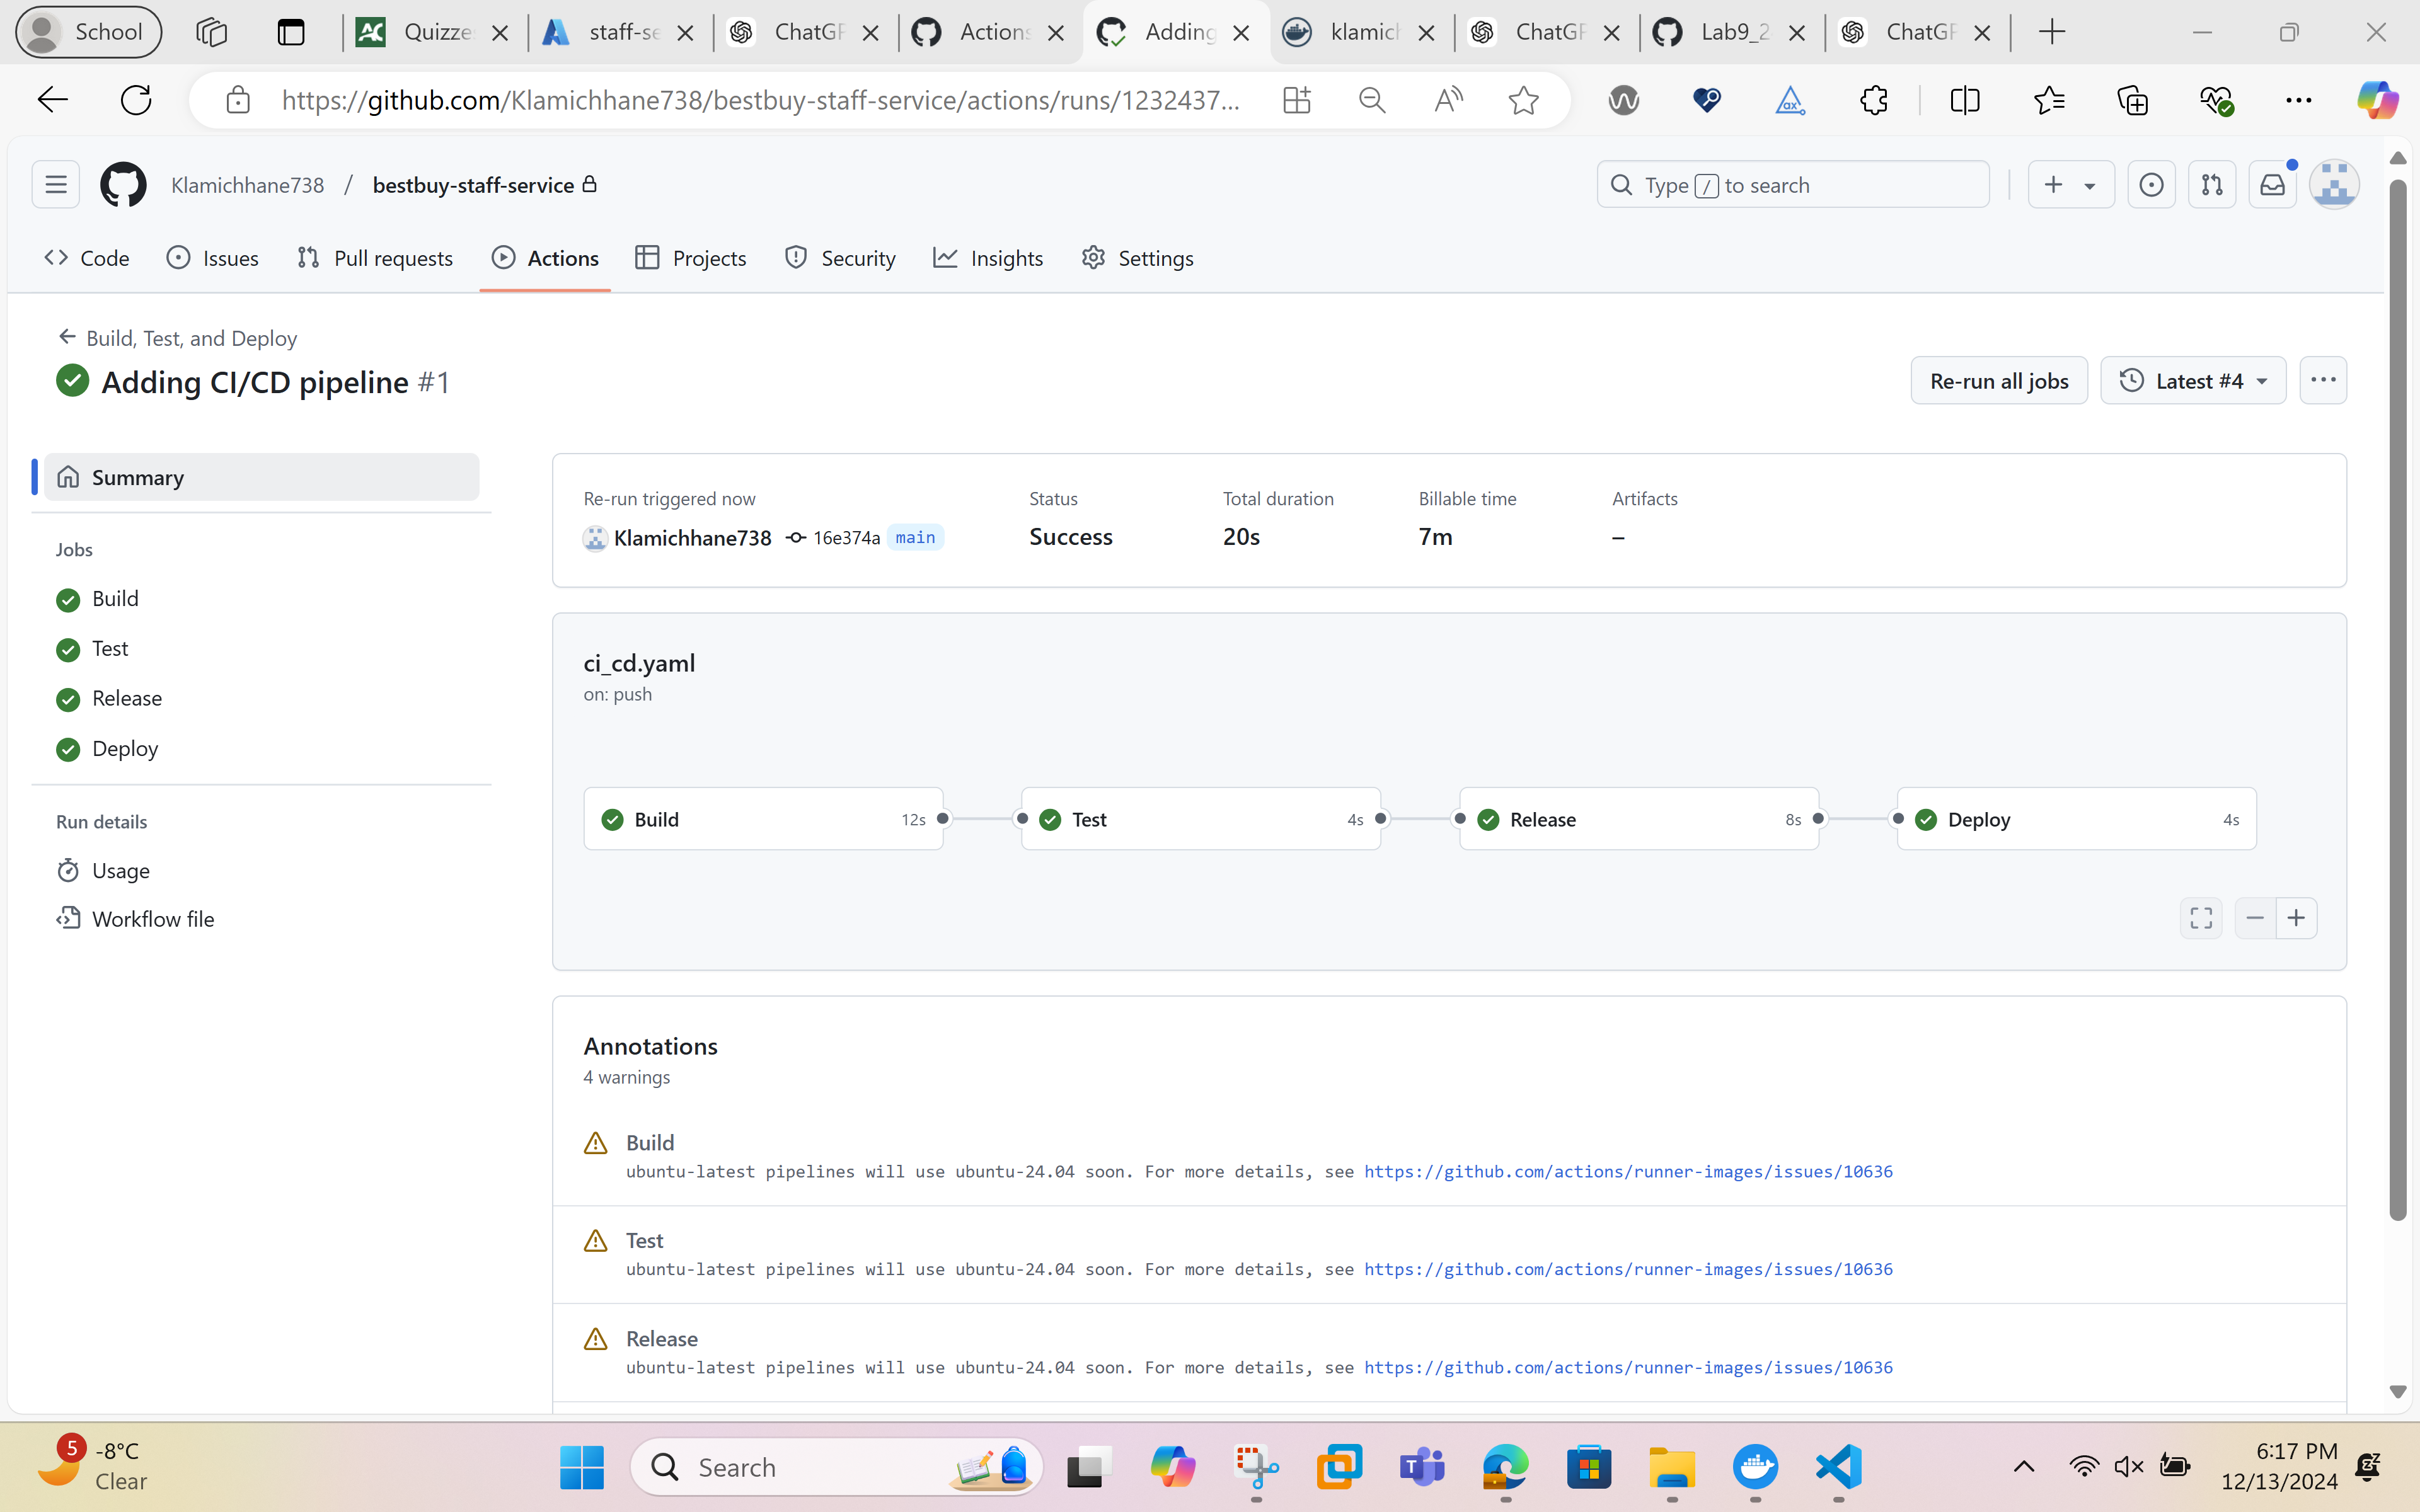 School
Quizze
staff-se
ChatGP
Actions
Adding
klamich
ChatGP
Lab9_2
ChatGP
https://github.com/Klamichhane738/bestbuy-staff-service/actions/runs/1232437...
Klamichhane738 / bestbuy-staff-service
Type / to search
Code
Issues
Pull requests
Actions
Projects
Security
Insights
Settings
Build, Test, and Deploy
Adding CI/CD pipeline #1
Re-run all jobs
Latest #4
Summary
Jobs
Build
Test
Release
Deploy
Run details
Usage
Workflow file
Re-run triggered now
Klamichhane738 16e374a main
Status
Success
Total duration
20s
Billable time
7m
Artifacts
–
ci_cd.yaml
on: push
Build 12s
Test 4s
Release 8s
Deploy 4s
Annotations
4 warnings
Build
ubuntu-latest pipelines will use ubuntu-24.04 soon. For more details, see https://github.com/actions/runner-images/issues/10636
Test
ubuntu-latest pipelines will use ubuntu-24.04 soon. For more details, see https://github.com/actions/runner-images/issues/10636
Release
ubuntu-latest pipelines will use ubuntu-24.04 soon. For more details, see https://github.com/actions/runner-images/issues/10636
5
-8°C
Clear
Search
6:17 PM
12/13/2024